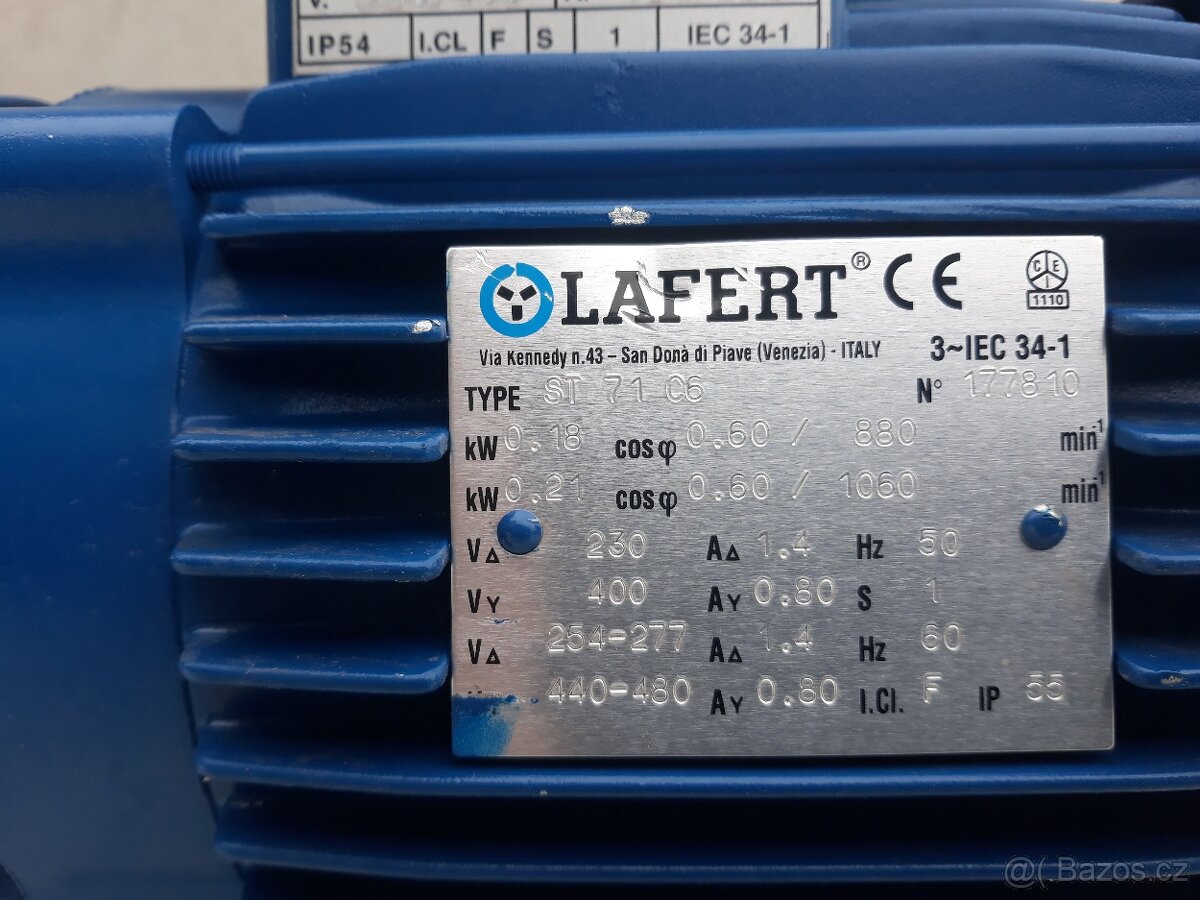 IP54 I.CL F S 1 IEC 34-1
LAFERT® CE CEI 1110
Via Kennedy n.43 – San Donà di Piave (Venezia) - ITALY 3~IEC 34-1
TYPE ST 71 C6 N° 177810
kW 0.18 cosφ 0.60 / 880 min-1
kW 0.21 cosφ 0.60 / 1060 min-1
V△ 230 A△ 1.4 Hz 50
VY 400 AY 0.80 S 1
V△ 254-277 A△ 1.4 Hz 60
440-480 AY 0.80 I.Cl. F IP 55
@( Bazos.cz